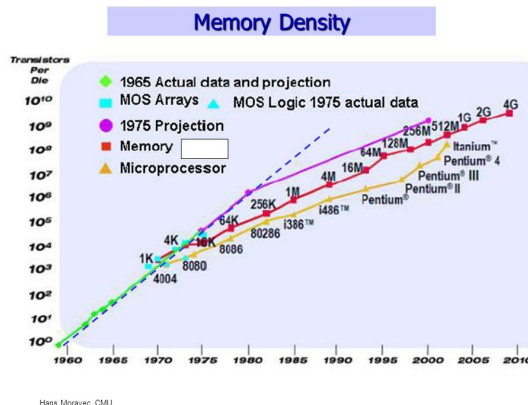 Memory Density
Transistors
Per
Die
10¹⁰
10⁹
10⁸
10⁷
10⁶
10⁵
10⁴
10³
10²
10¹
10⁰
1965 Actual data and projection
MOS Arrays MOS Logic 1975 actual data
1975 Projection
Memory
Microprocessor
1K
4K
16K
64K
256K
1M
4M
16M
64M
128M
256M
512M
1G
2G
4G
4004
8080
8086
80286
i386™
i486™
Pentium®
Pentium® II
Pentium® III
Pentium® 4
Itanium™
1960 1965 1970 1975 1980 1985 1990 1995 2000 2005 2010
Hans Moravec, CMU